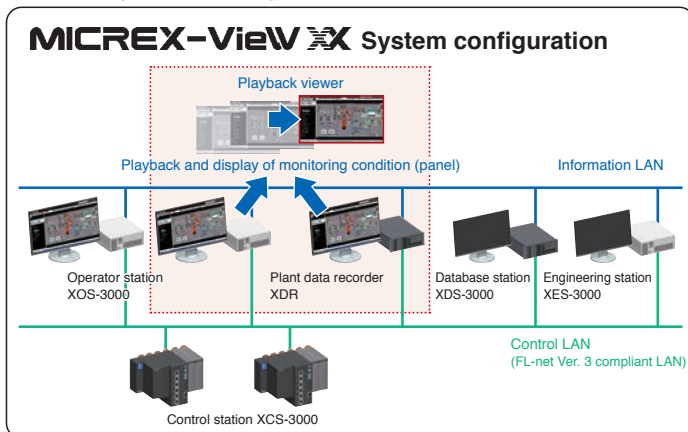 MICREX-VieW XX System configuration
Playback viewer
Playback and display of monitoring condition (panel)
Information LAN
Operator station
XOS-3000
Plant data recorder
XDR
Database station
XDS-3000
Engineering station
XES-3000
Control LAN
(FL-net Ver. 3 compliant LAN)
Control station XCS-3000